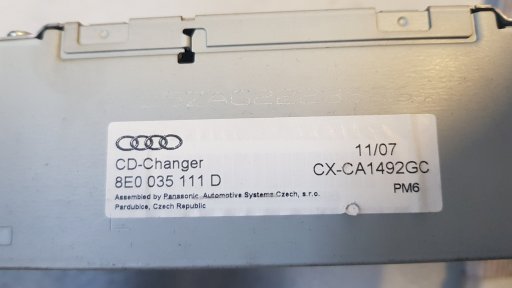 CD-Changer
8E0 035 111 D
Assembled by Panasonic Automotive Systems Czech, s.r.o.
Pardubice, Czech Republic
11/07
CX-CA1492GC
PM6